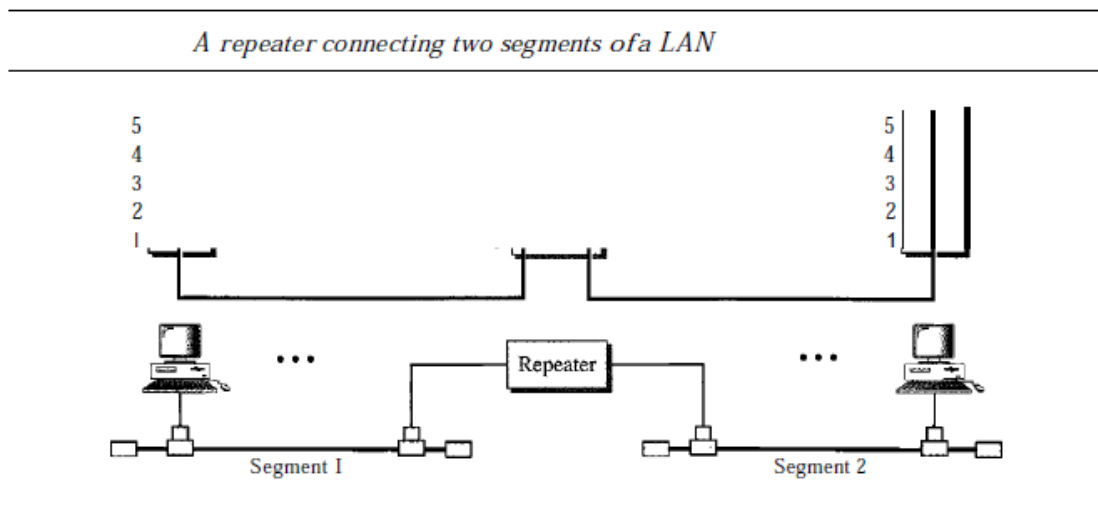 A repeater connecting two segments of a LAN
5 5
4 4
3 3
2 2
1 1
Repeater
Segment 1 Segment 2